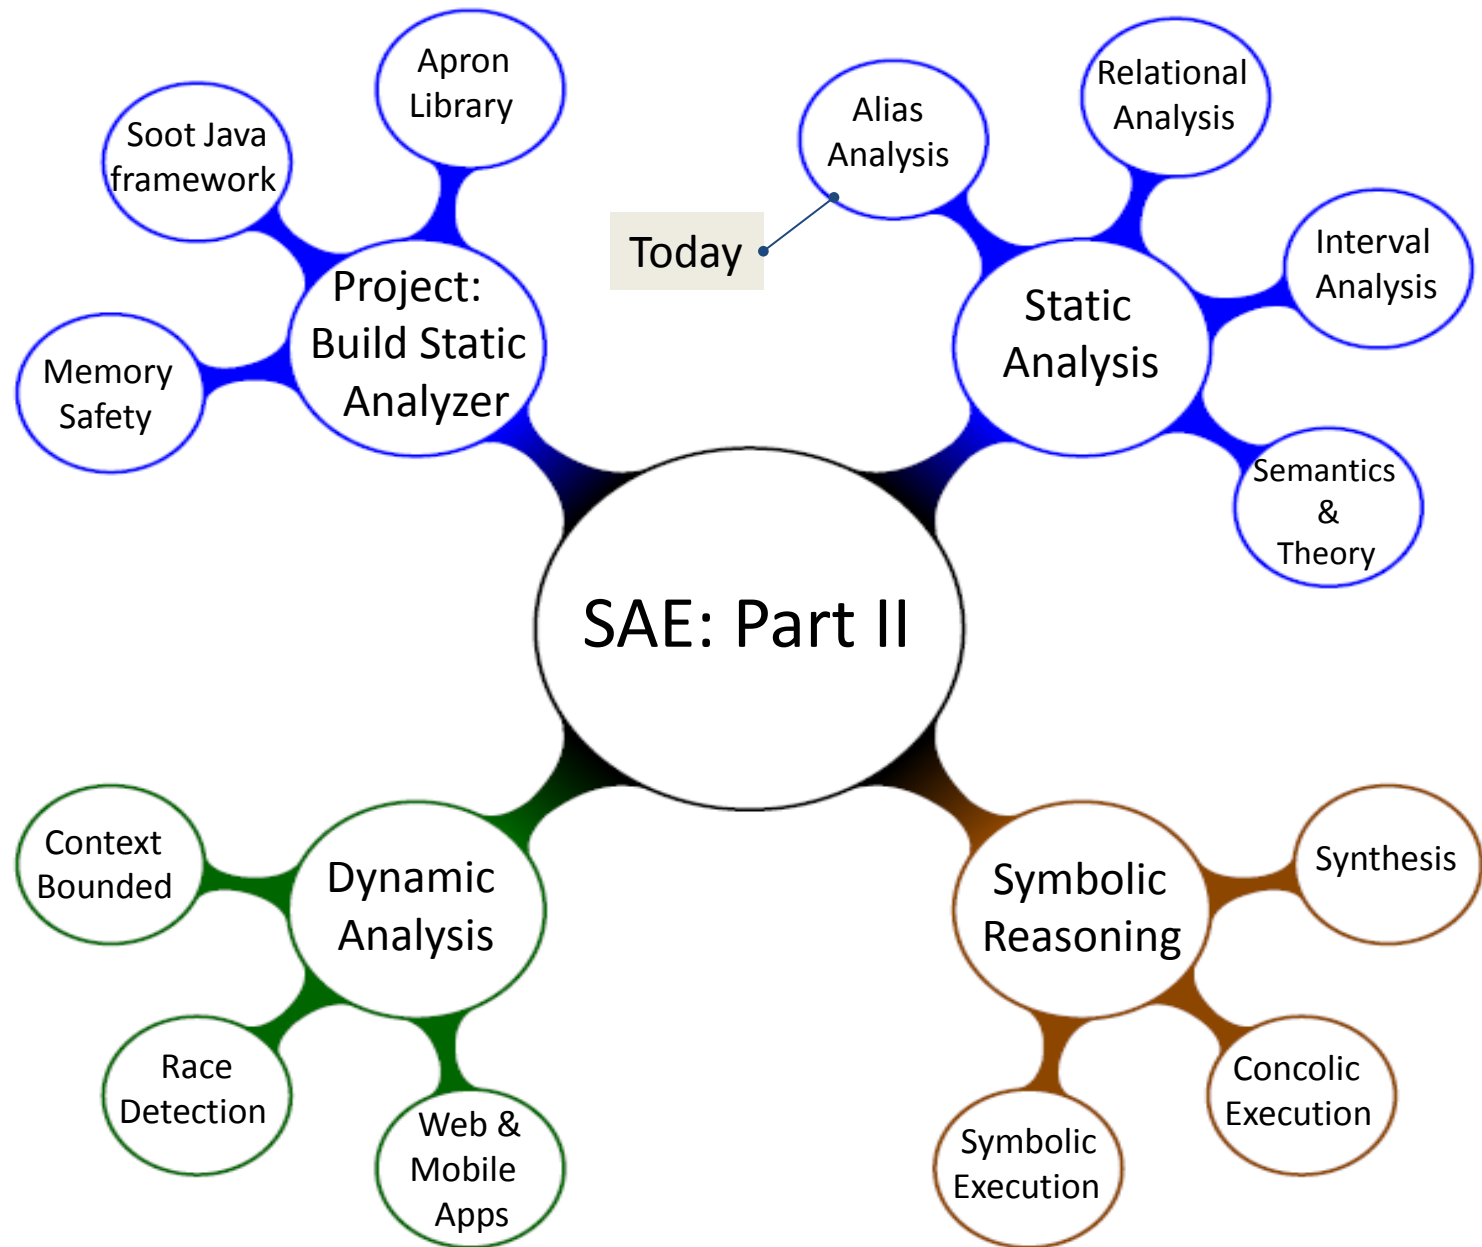 Apron
Library
Soot Java
framework
Project:
Build Static
Analyzer
Memory
Safety
Today
Alias
Analysis
Relational
Analysis
Interval
Analysis
Static
Analysis
Semantics
&
Theory
SAE: Part II
Context
Bounded
Dynamic
Analysis
Race
Detection
Web &
Mobile
Apps
Symbolic
Reasoning
Synthesis
Concolic
Execution
Symbolic
Execution